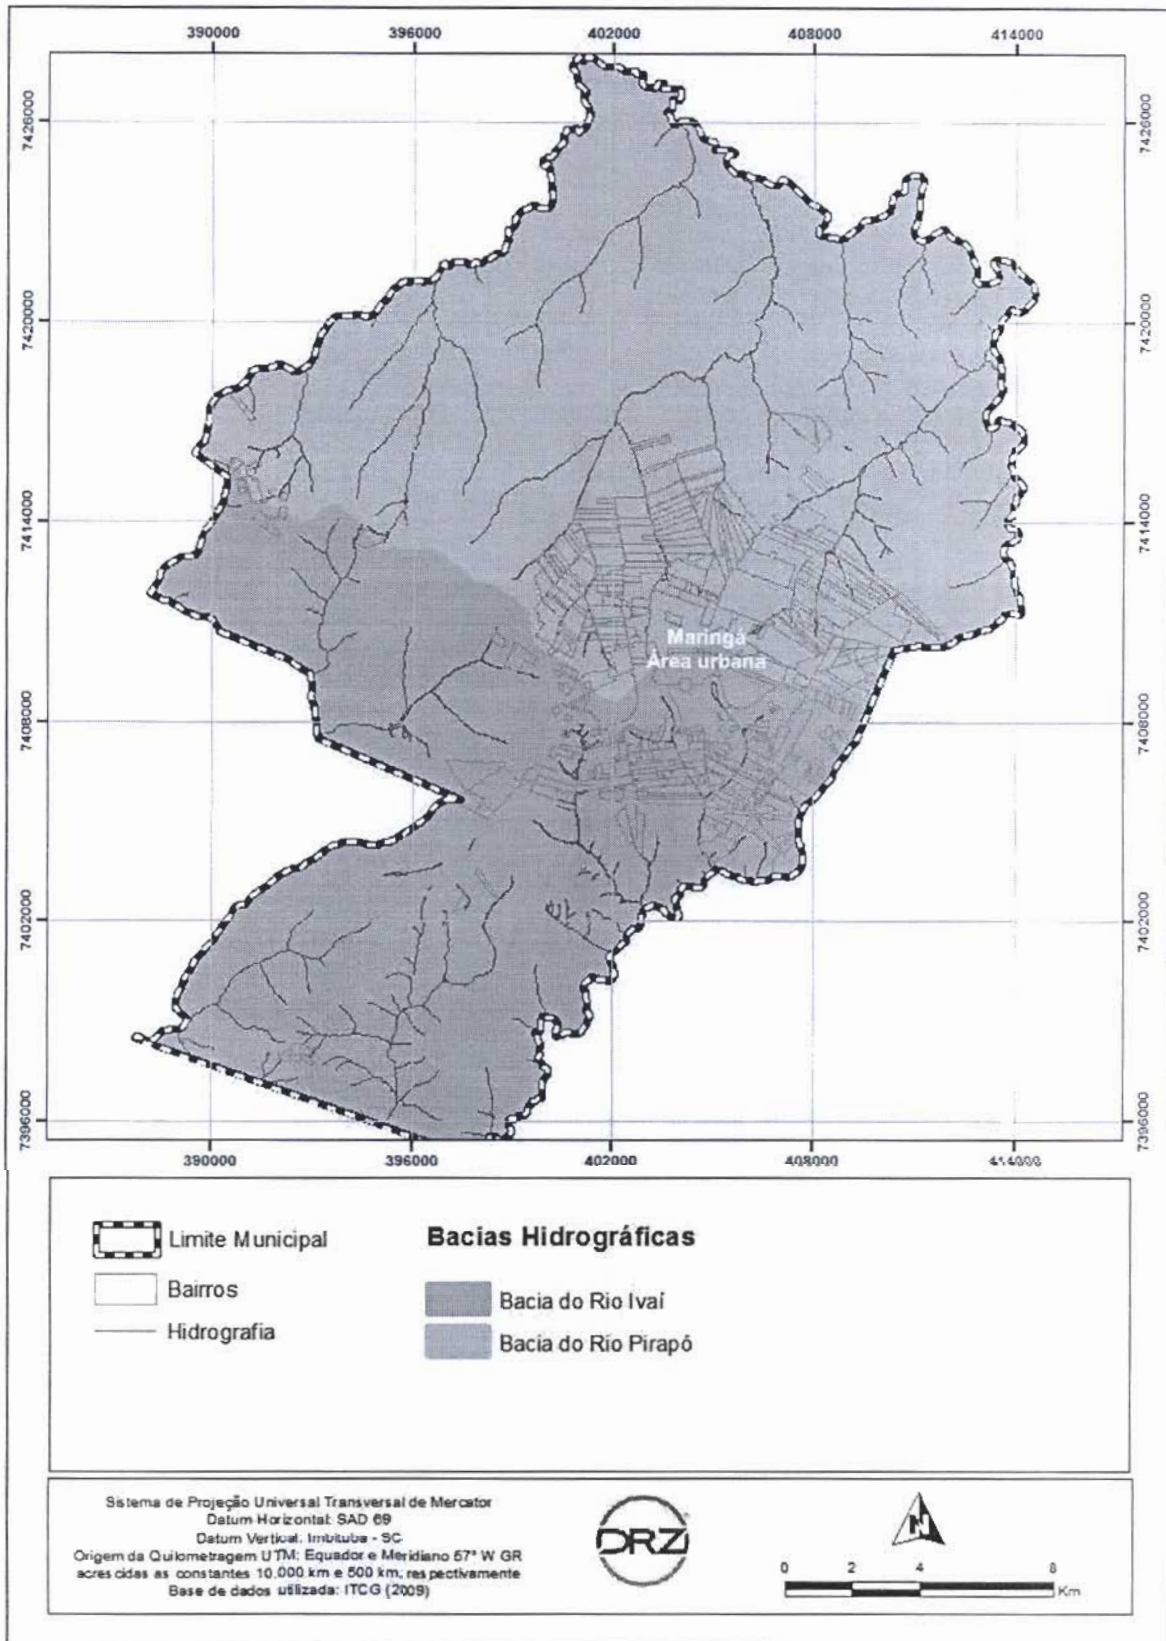 390000 396000 402000 408000 414000
7426000 7426000
7420000 7420000
7414000 7414000
Maringá
Área urbana
7408000 7408000
7402000 7402000
7396000 7396000
390000 396000 402000 408000 414000
Limite Municipal
Bairros
Hidrografia
Bacias Hidrográficas
Bacia do Rio Ivaí
Bacia do Rio Pirapó
Sistema de Projeção Universal Transversal de Mercator
Datum Horizontal: SAD 69
Datum Vertical: Imbituba - SC
Origem da Quilometragem UTM: Equador e Meridiano 57° W GR
acrescidas as constantes 10.000 km e 500 km, respectivamente
Base de dados utilizada: ITCG (2009)
DRZ
N
0 2 4 8
Km